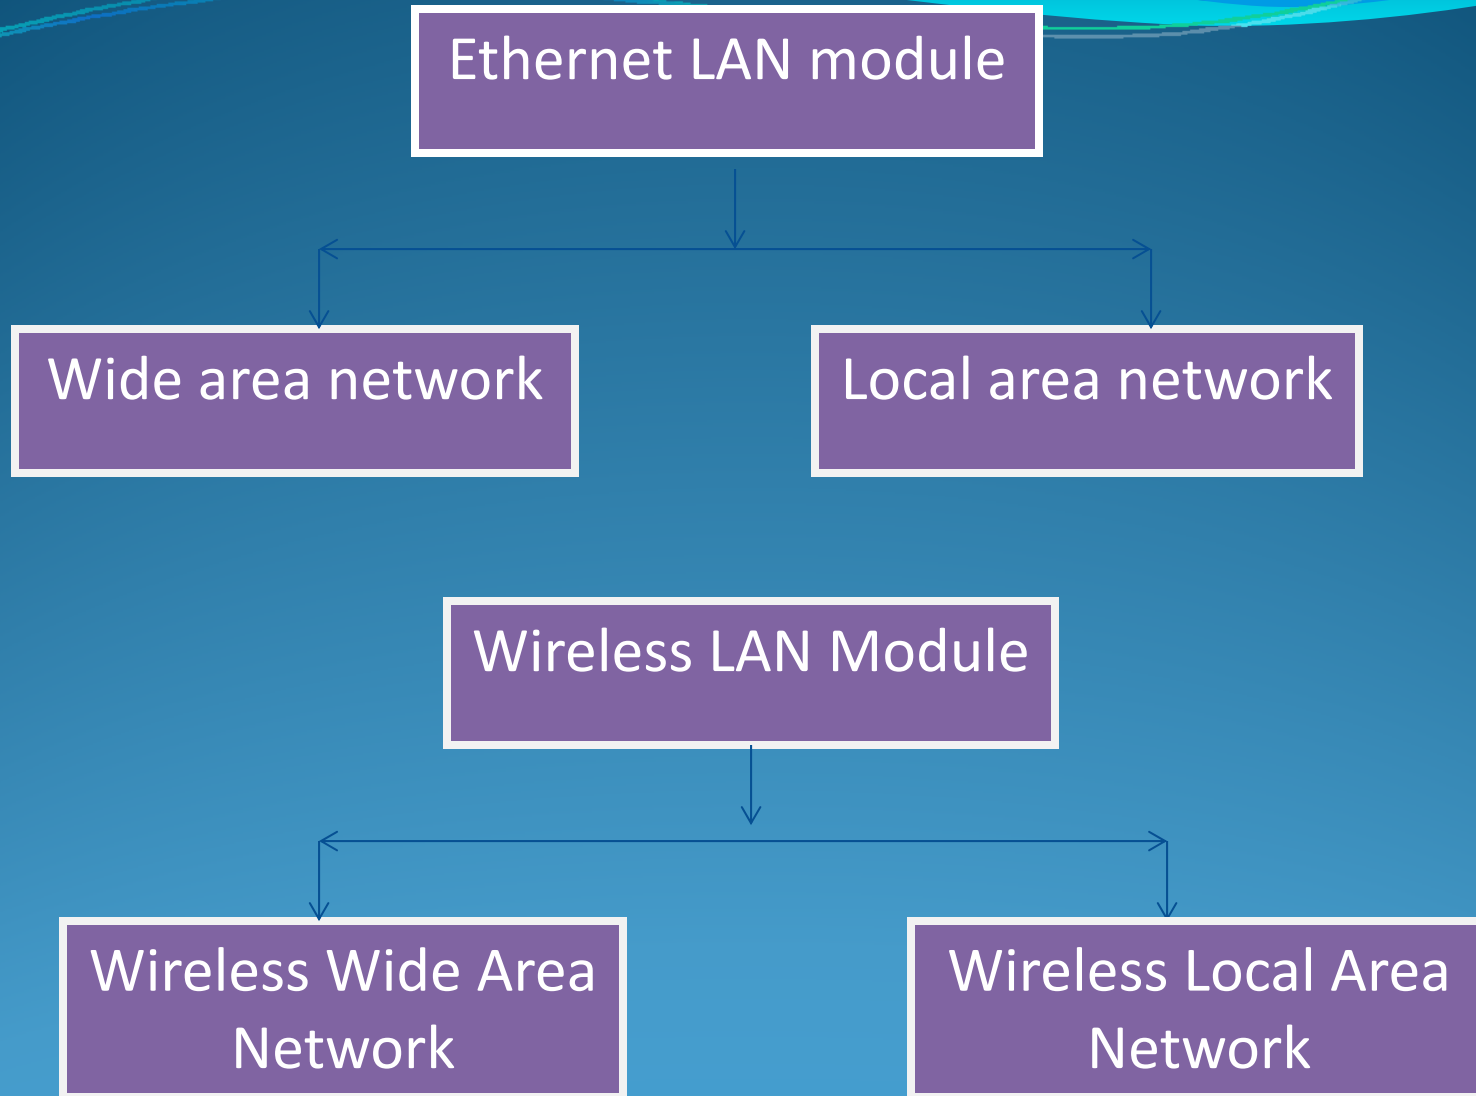 Ethernet LAN module
Wide area network
Local area network
Wireless LAN Module
Wireless Wide Area
Network
Wireless Local Area
Network